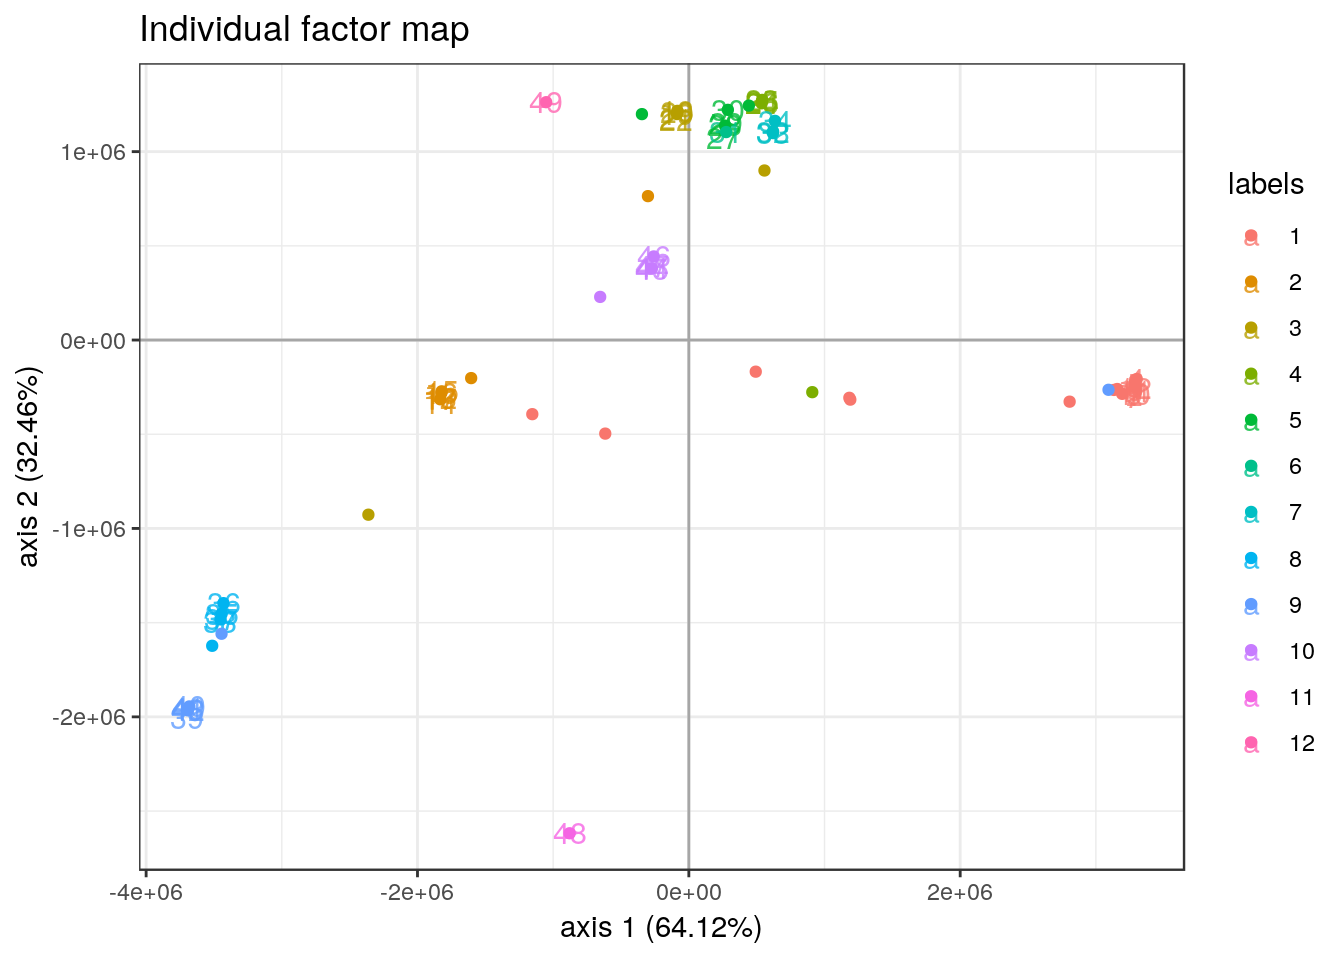 Individual factor map
49
1e+06
46
0e+00
-1e+06
-2e+06
48
-4e+06
-2e+06
0e+00
2e+06
axis 1 (64.12%)
axis 2 (32.46%)
labels
a 1
a 2
a 3
a 4
a 5
a 6
a 7
a 8
a 9
a 10
a 11
a 12